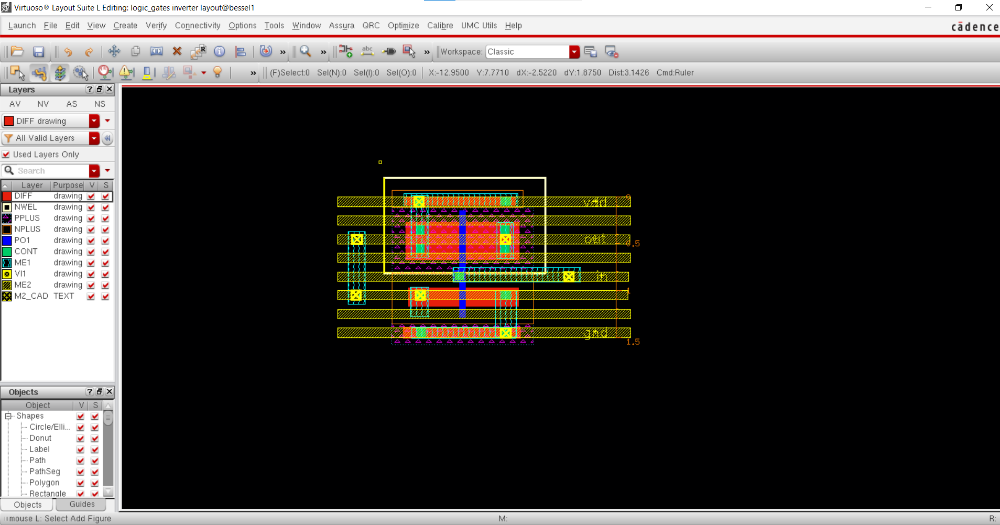 Virtuoso® Layout Suite L Editing: logic_gates inverter layout@bessel1
Launch File Edit View Create Verify Connectivity Options Tools Window Assura QRC Optimize Calibre UMC Utils Help
cādence
R abc Workspace: Classic
(F)Select:0 Sel(N):0 Sel(I):0 Sel(O):0 X:-12.9500 Y:7.7710 dX:-2.5220 dY:1.8750 Dist:3.1426 Cmd:Ruler
Layers
AV NV AS NS
DIFF drawing
All Valid Layers
Used Layers Only
Search
Layer Purpose V S
DIFF drawing
NWEL drawing
PPLUS drawing
NPLUS drawing
PO1 drawing
CONT drawing
ME1 drawing
VI1 drawing
ME2 drawing
M2_CAD TEXT
vdd 0
out 0.5
in
1
gnd
1.5
Objects
Object V S
Shapes
Circle/Elli...
Donut
Label
Path
PathSeg
Polygon
Rectangle
Objects Guides
mouse L: Select Add Figure M: R: